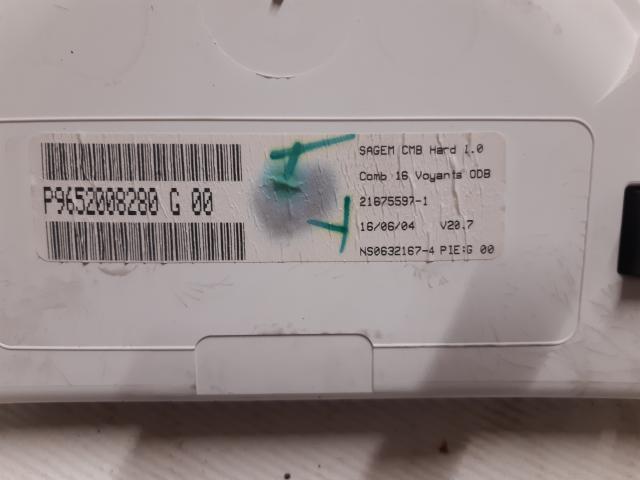 P9652008280 G 00
SAGEM CMB Hard 1.0
Comb 16 Voyants ODB
21675597-1
16/06/04 V20.7
NS0632167-4 PIE:G 00